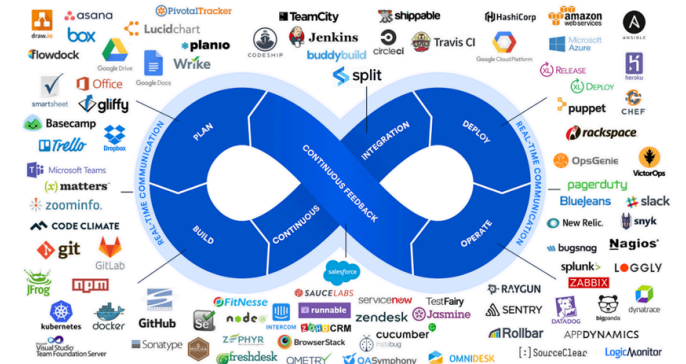 draw.io
asana
PivotalTracker
TeamCity
shippable
HashiCorp
amazon
webservices
ANSIBLE
box
Lucidchart
planio
CODESHIP
Jenkins
circleci
Travis CI
Google Cloud Platform
Microsoft
Azure
flowdock
Google Drive
Google Docs
Wrike
buddybuild
split
XL RELEASE
heroku
smartsheet
Office
gliffy
XL DEPLOY
puppet
CHEF
Basecamp
Trello
Dropbox
rackspace
Microsoft Teams
OpsGenie
VictorOps
(x)matters
pagerduty
zoominfo.
BlueJeans
slack
CODE CLIMATE
New Relic.
snyk
git
GitLab
bugsnag
Nagios
JFrog
npm
splunk>
LOGGLY
ZABBIX
REAL-TIME COMMUNICATION
PLAN
BUILD
CONTINUOUS
INTEGRATION
CONTINUOUS FEEDBACK
DEPLOY
OPERATE
REAL-TIME COMMUNICATION
salesforce
SAUCELABS
RAYGUN
kubernetes
docker
GitHub
FitNesse
Se
node
INTERCOM
runnable
servicenow
TestFairy
zendesk
Jasmine
SENTRY
DATADOG
bigpanda
dynatrace
ZOHO CRM
Visual Studio
Team Foundation Server
Sonatype
MOCHA
ZEPHYR
BrowserStack
cucumber
instabug
Rollbar
APPDYNAMICS
freshdesk
QMETRY
QASymphony
OMNIDESK
[:SourceClear
LogicMonitor